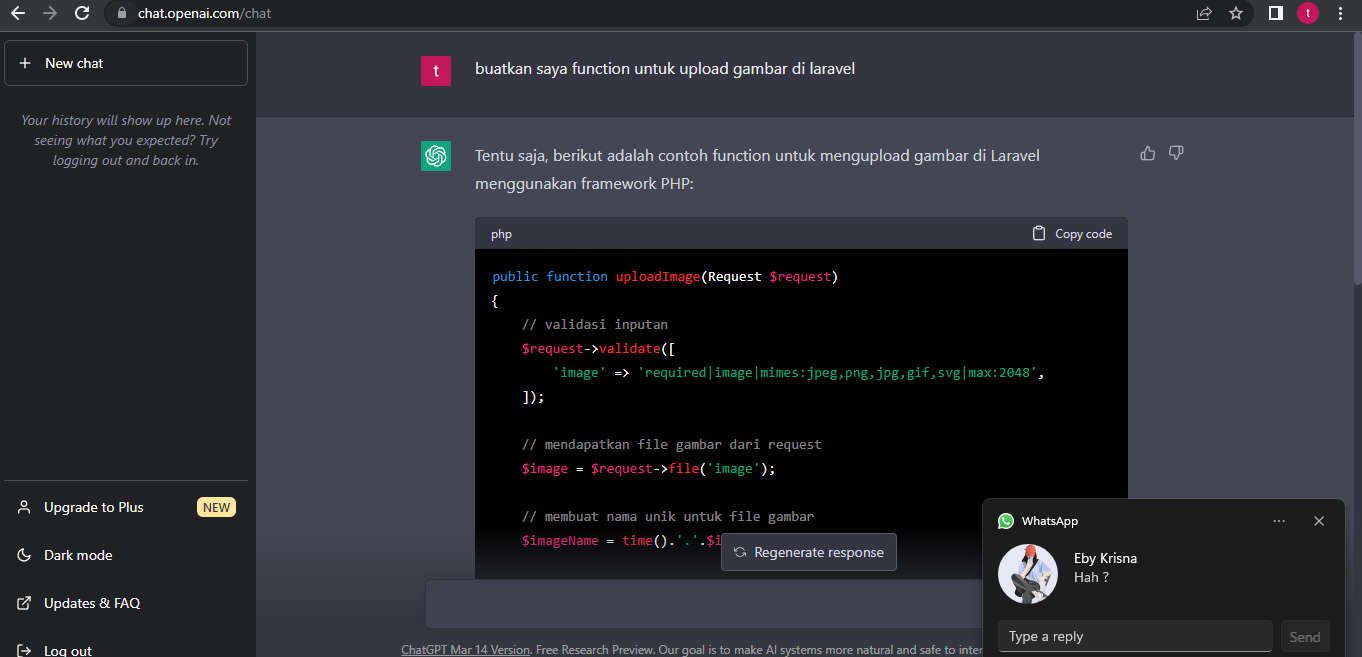 chat.openai.com/chat
t
New chat
Your history will show up here. Not
seeing what you expected? Try
logging out and back in.
Upgrade to Plus
NEW
Dark mode
Updates & FAQ
Log out
t
buatkan saya function untuk upload gambar di laravel
Tentu saja, berikut adalah contoh function untuk mengupload gambar di Laravel
menggunakan framework PHP:
php
Copy code
public function uploadImage(Request $request)
{
// validasi inputan
$request->validate([
'image' => 'required|image|mimes:jpeg,png,jpg,gif,svg|max:2048',
]);
// mendapatkan file gambar dari request
$image = $request->file('image');
// membuat nama unik untuk file gambar
$imageName = time().'.'.$i
Regenerate response
ChatGPT Mar 14 Version. Free Research Preview. Our goal is to make AI systems more natural and safe to inter
WhatsApp
Eby Krisna
Hah ?
Type a reply
Send